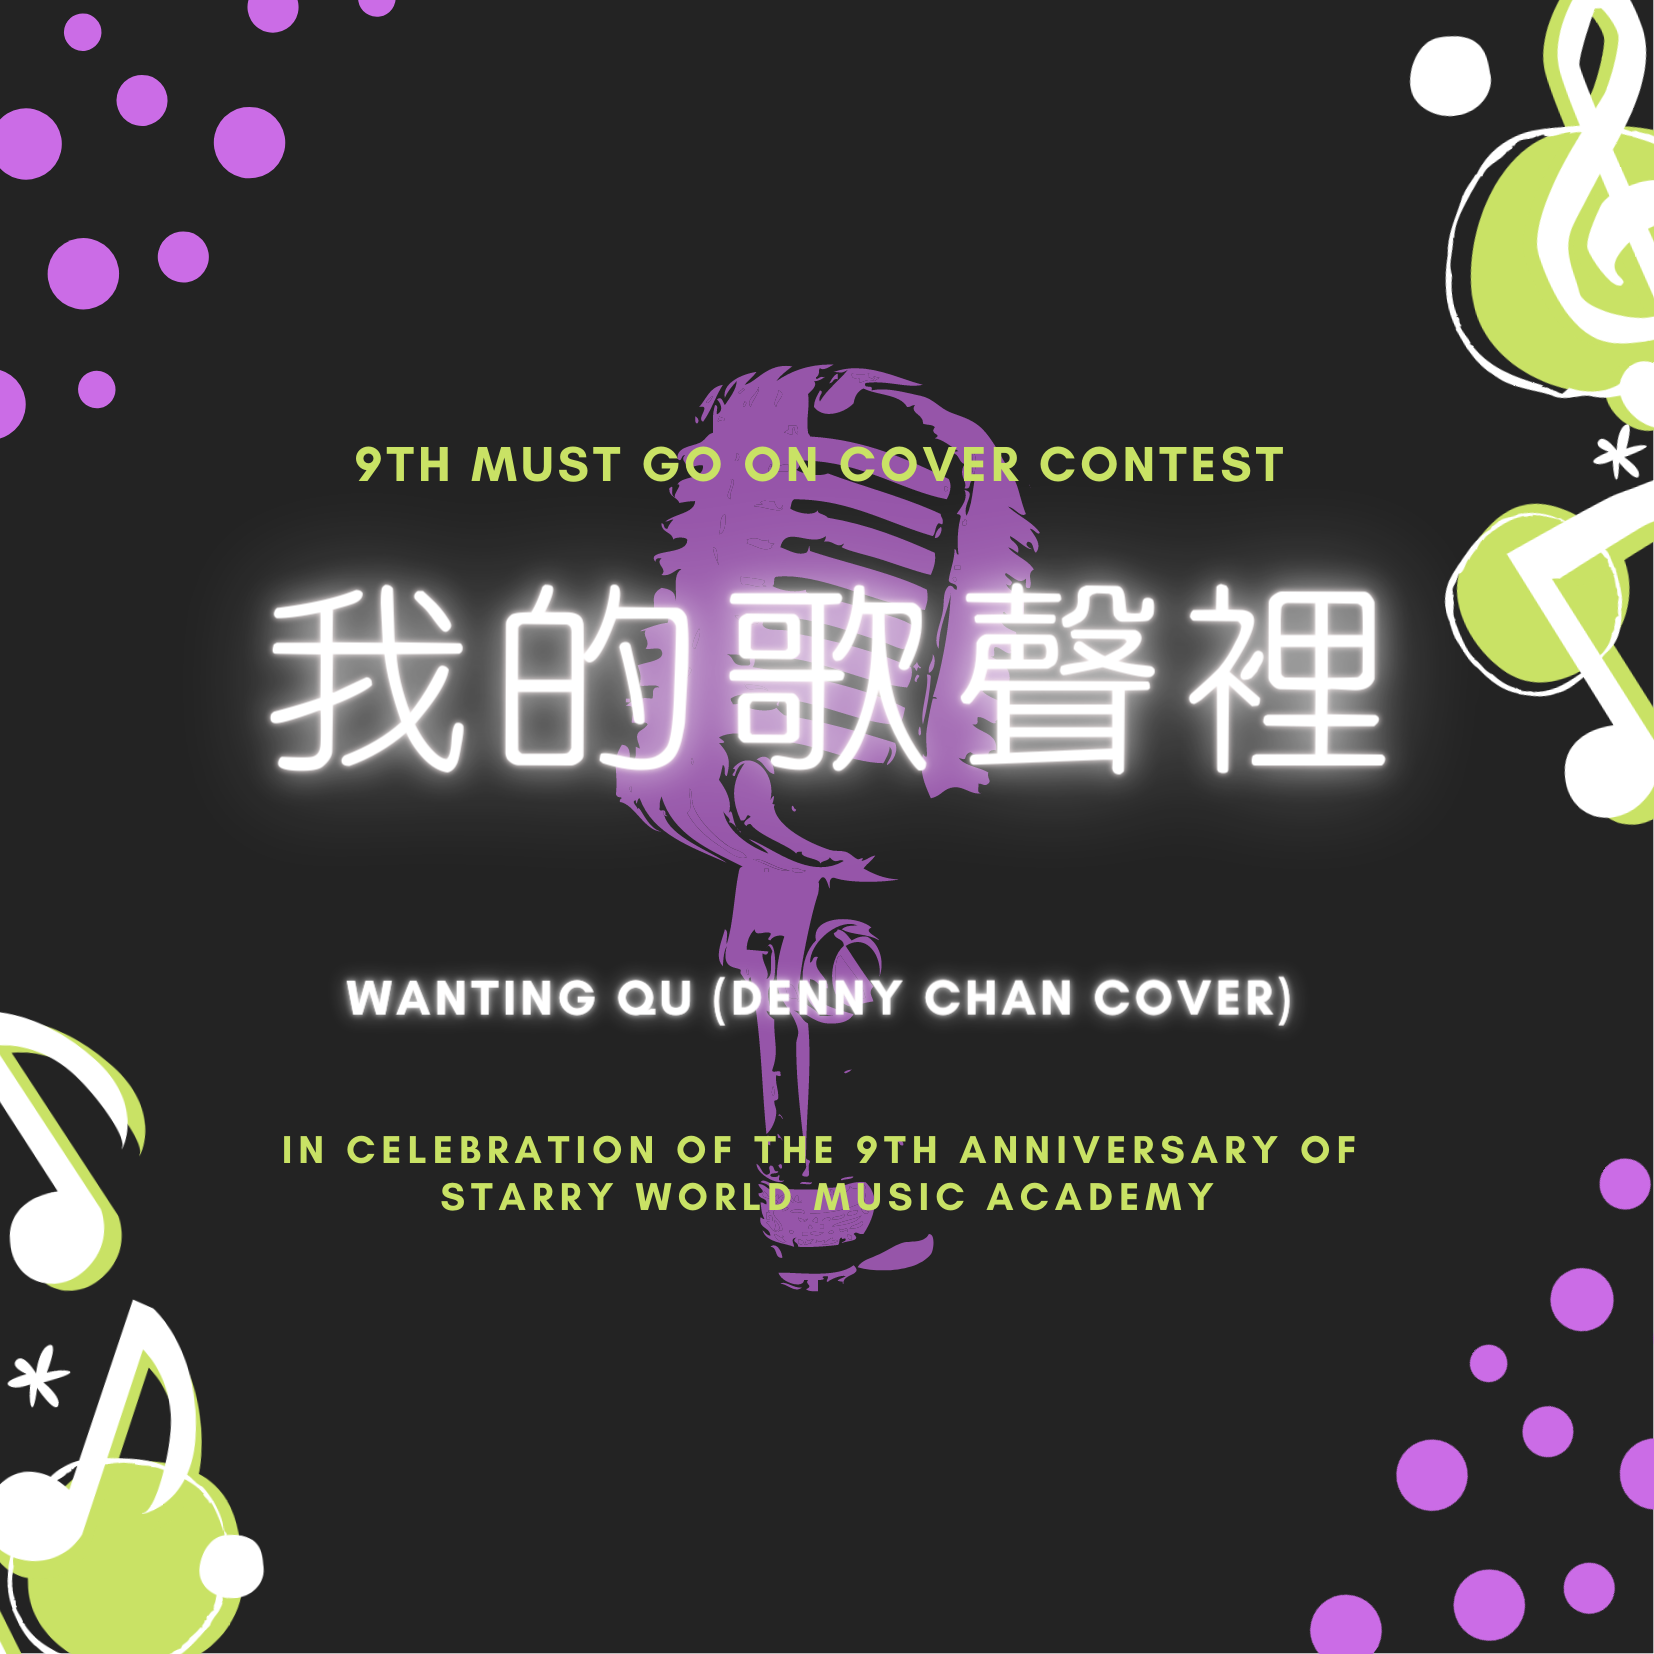 9TH MUST GO ON COVER CONTEST
我的歌聲裡
WANTING QU (DENNY CHAN COVER)
IN CELEBRATION OF THE 9TH ANNIVERSARY OF
STARRY WORLD MUSIC ACADEMY